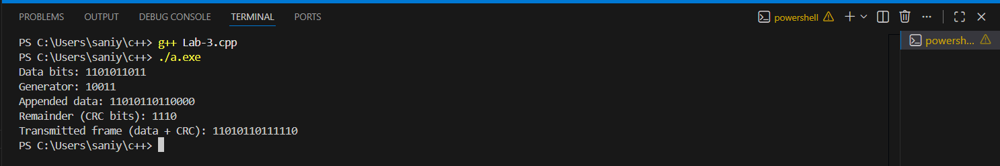 PROBLEMS OUTPUT DEBUG CONSOLE TERMINAL PORTS powershell
PS C:\Users\saniy\c++> g++ Lab-3.cpp
powersh...
PS C:\Users\saniy\c++> ./a.exe
Data bits: 1101011011
Generator: 10011
Appended data: 11010110110000
Remainder (CRC bits): 1110
Transmitted frame (data + CRC): 11010110111110
PS C:\Users\saniy\c++>